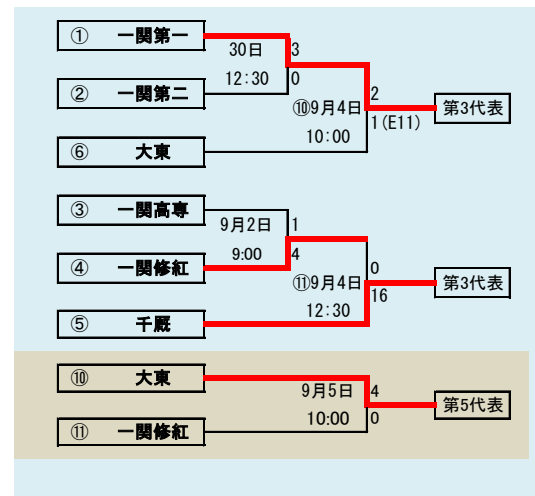 ① 一関第一
30日 3
12:30 0
② 一関第二
⑩9月4日 2
第3代表
1(E11)
10:00
⑥ 大東
③ 一関高専
9月2日 1
9:00 4
④ 一関修紅
⑪9月4日 0
第3代表
16
12:30
⑤ 千厩
⑩ 大東
9月5日 4
第5代表
10:00 0
⑪ 一関修紅